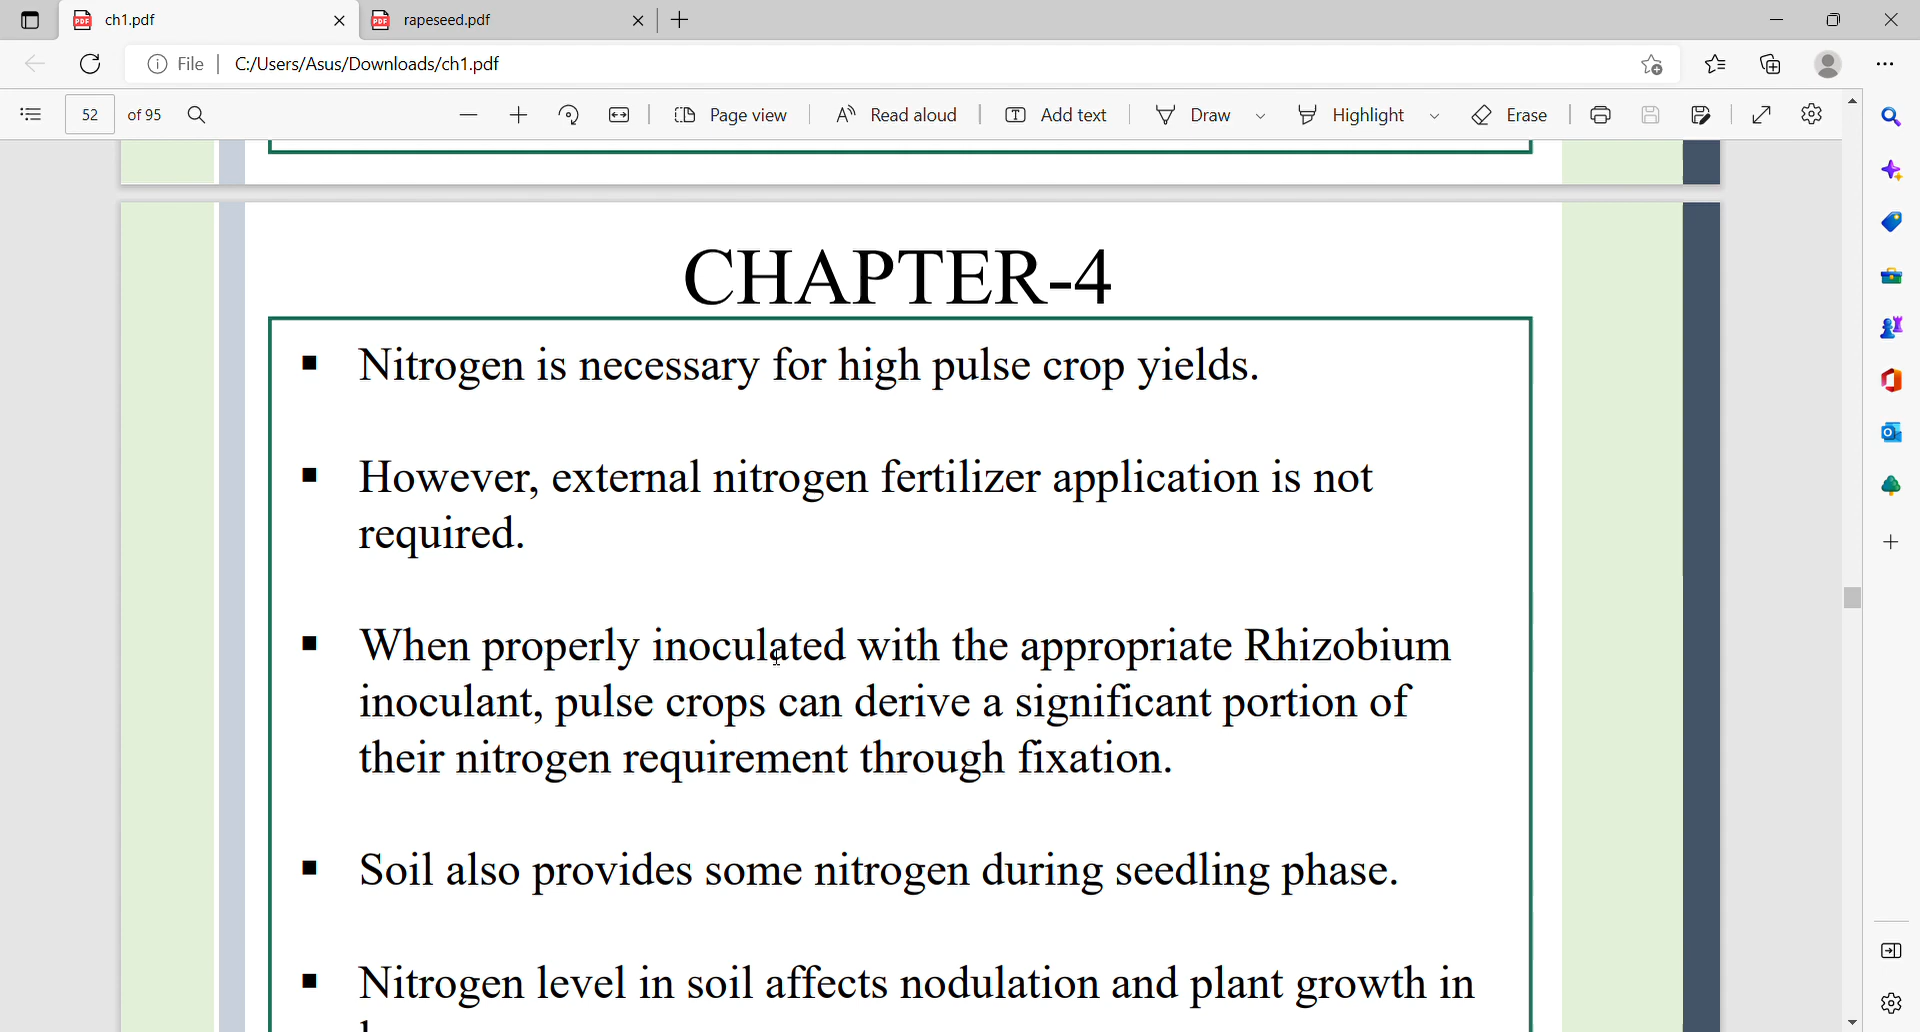 ch1.pdf
rapeseed.pdf
File
C:/Users/Asus/Downloads/ch1.pdf
52 of 95
Page view
Read aloud
Add text
Draw
Highlight
Erase
CHAPTER-4
▪ Nitrogen is necessary for high pulse crop yields.
▪ However, external nitrogen fertilizer application is not
required.
▪ When properly inoculated with the appropriate Rhizobium
inoculant, pulse crops can derive a significant portion of
their nitrogen requirement through fixation.
▪ Soil also provides some nitrogen during seedling phase.
▪ Nitrogen level in soil affects nodulation and plant growth in